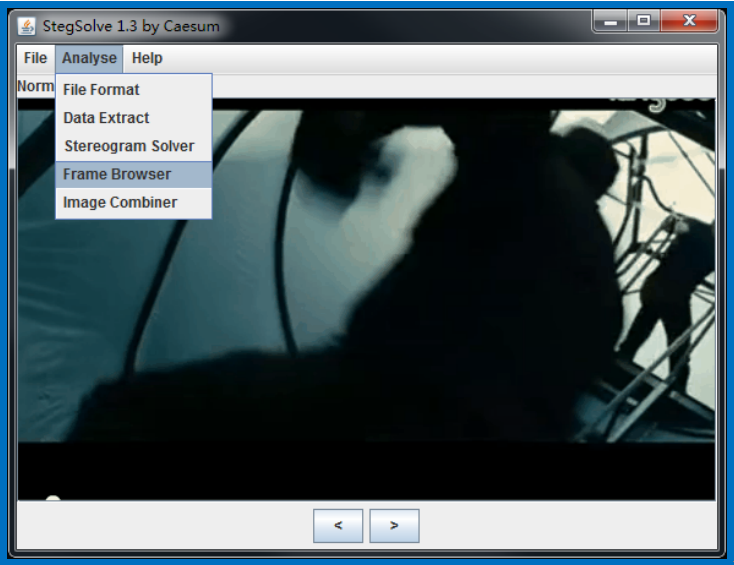 StegSolve 1.3 by Caesum
File Analyse Help
Norm
File Format
Data Extract
Stereogram Solver
Frame Browser
Image Combiner
< >